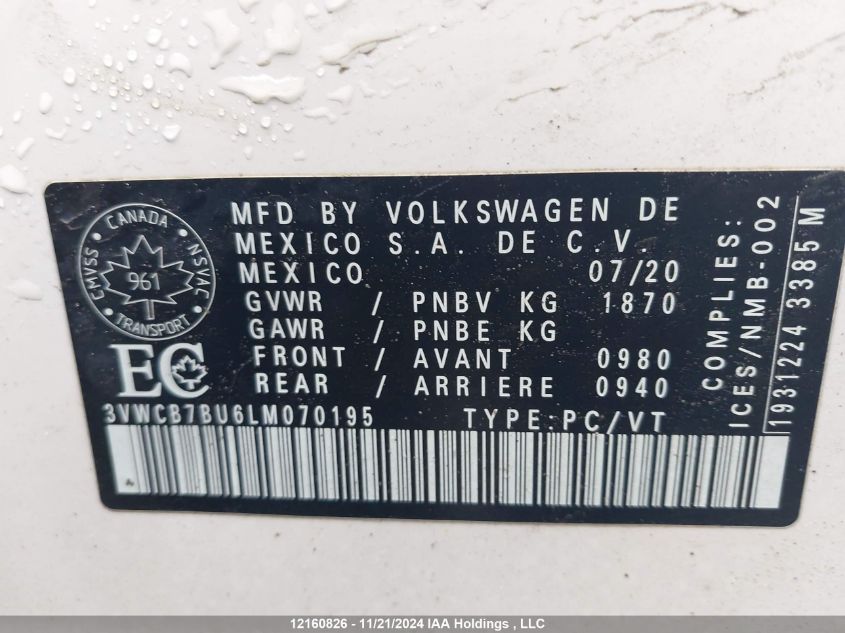 CANADA
CMVSS
NSVAC
961
TRANSPORT
EC
MFD BY VOLKSWAGEN DE
MEXICO S.A. DE C.V
MEXICO 07/20
GVWR / PNBV KG 1870
GAWR / PNBE KG
FRONT / AVANT 0980
REAR / ARRIERE 0940
3VWCB7BU6LM070195 TYPE:PC/VT
COMPLIES:
ICES/NMB-002
1931224 3385 M
12160826 - 11/21/2024 IAA Holdings , LLC